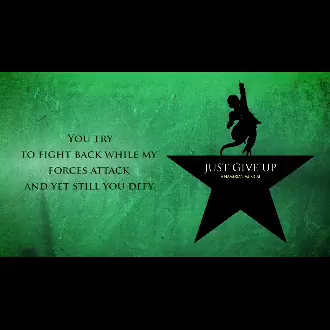 YOU TRY
TO FIGHT BACK WHILE MY
FORCES ATTACK
AND YET STILL YOU DEFY.
JUST GIVE UP